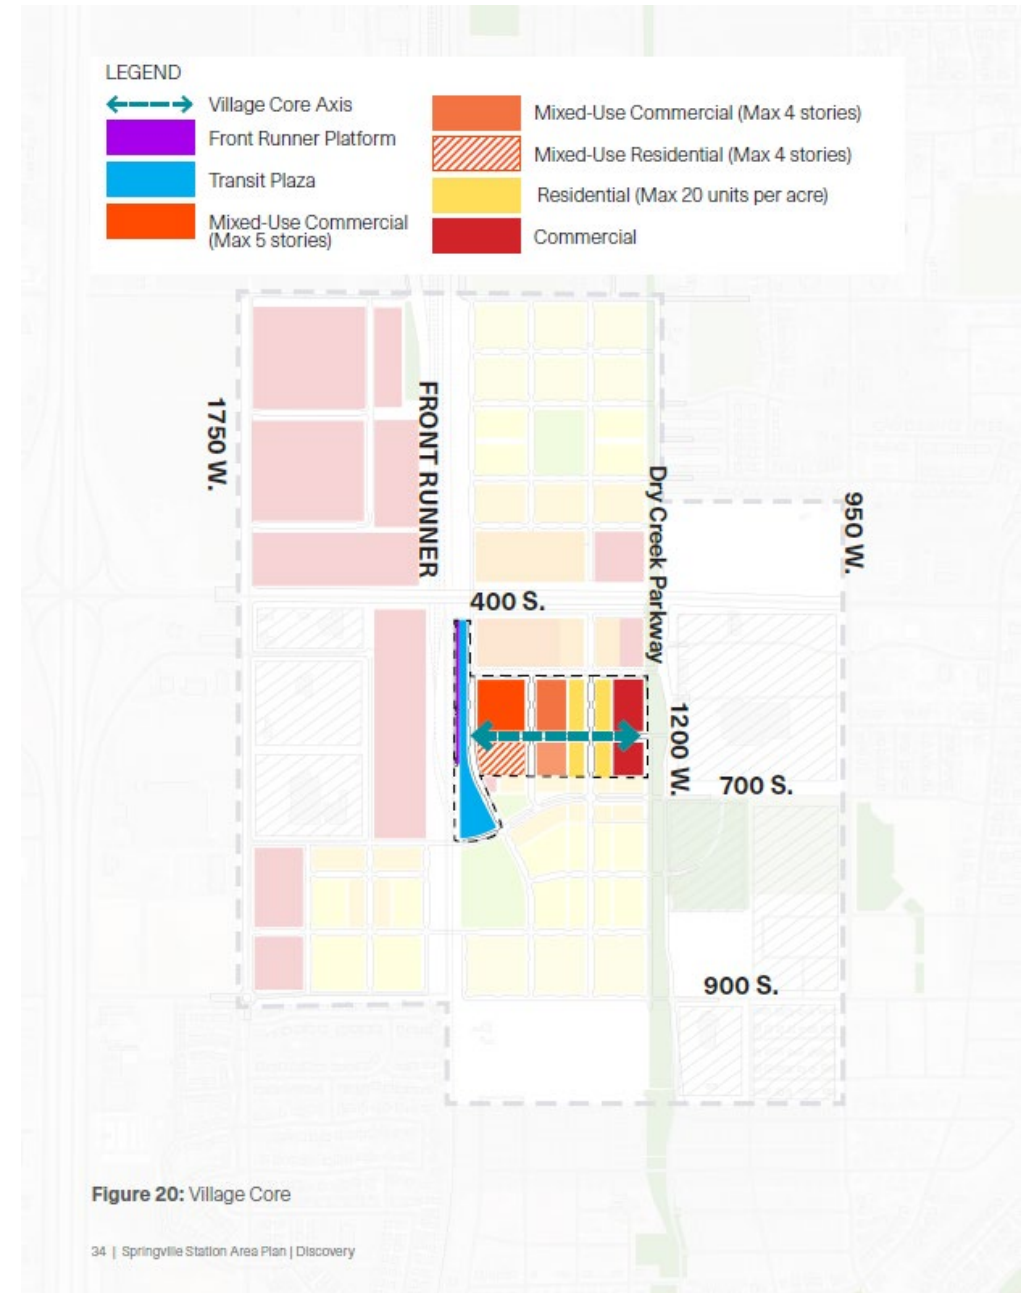 LEGEND
Village Core Axis
Front Runner Platform
Transit Plaza
Mixed-Use Commercial
(Max 5 stories)
Mixed-Use Commercial (Max 4 stories)
Mixed-Use Residential (Max 4 stories)
Residential (Max 20 units per acre)
Commercial
1750 W.
FRONT RUNNER
Dry Creek Parkway
950 W.
400 S.
1200 W.
700 S.
900 S.
Figure 20: Village Core
34 | Springville Station Area Plan | Discovery